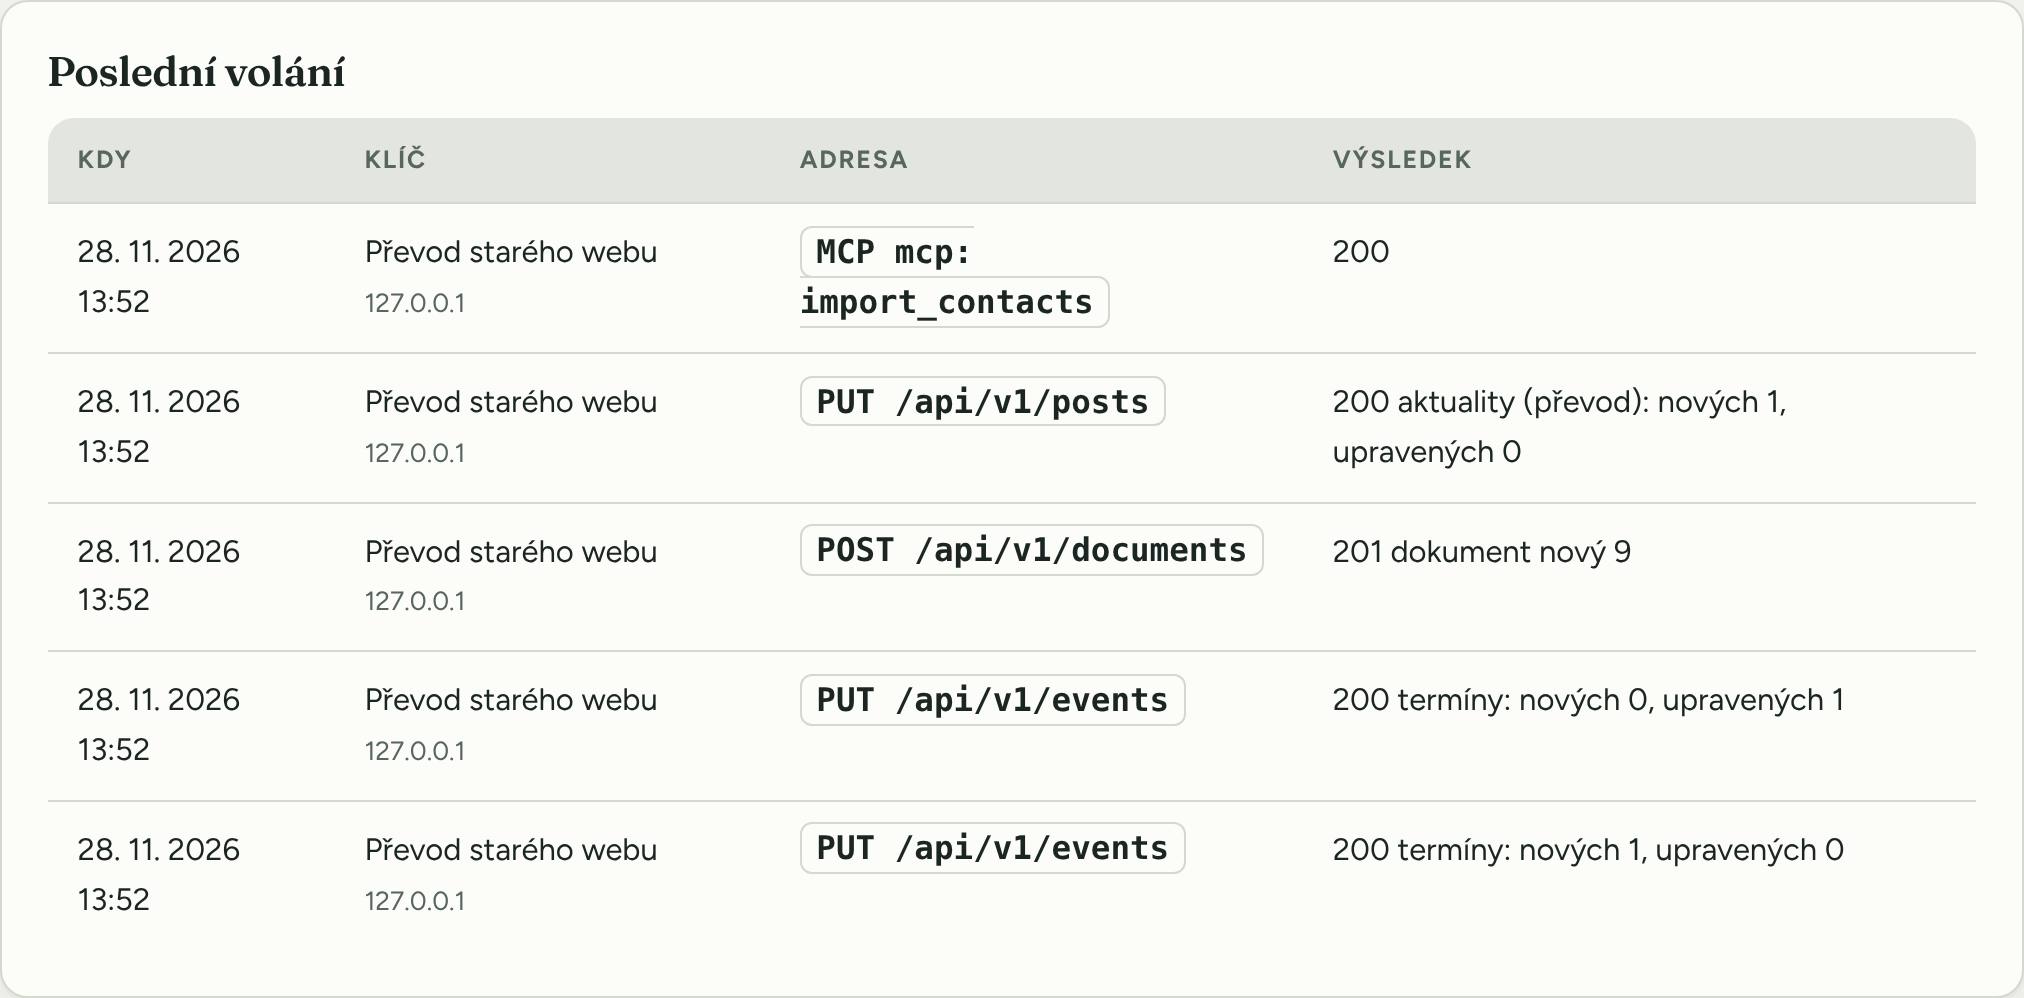 Poslední volání
KDY KLÍČ ADRESA VÝSLEDEK
28. 11. 2026 Převod starého webu MCP mcp: 200
13:52 127.0.0.1 import_contacts
28. 11. 2026 Převod starého webu PUT /api/v1/posts 200 aktuality (převod): nových 1,
13:52 127.0.0.1 upravených 0
28. 11. 2026 Převod starého webu POST /api/v1/documents 201 dokument nový 9
13:52 127.0.0.1
28. 11. 2026 Převod starého webu PUT /api/v1/events 200 termíny: nových 0, upravených 1
13:52 127.0.0.1
28. 11. 2026 Převod starého webu PUT /api/v1/events 200 termíny: nových 1, upravených 0
13:52 127.0.0.1